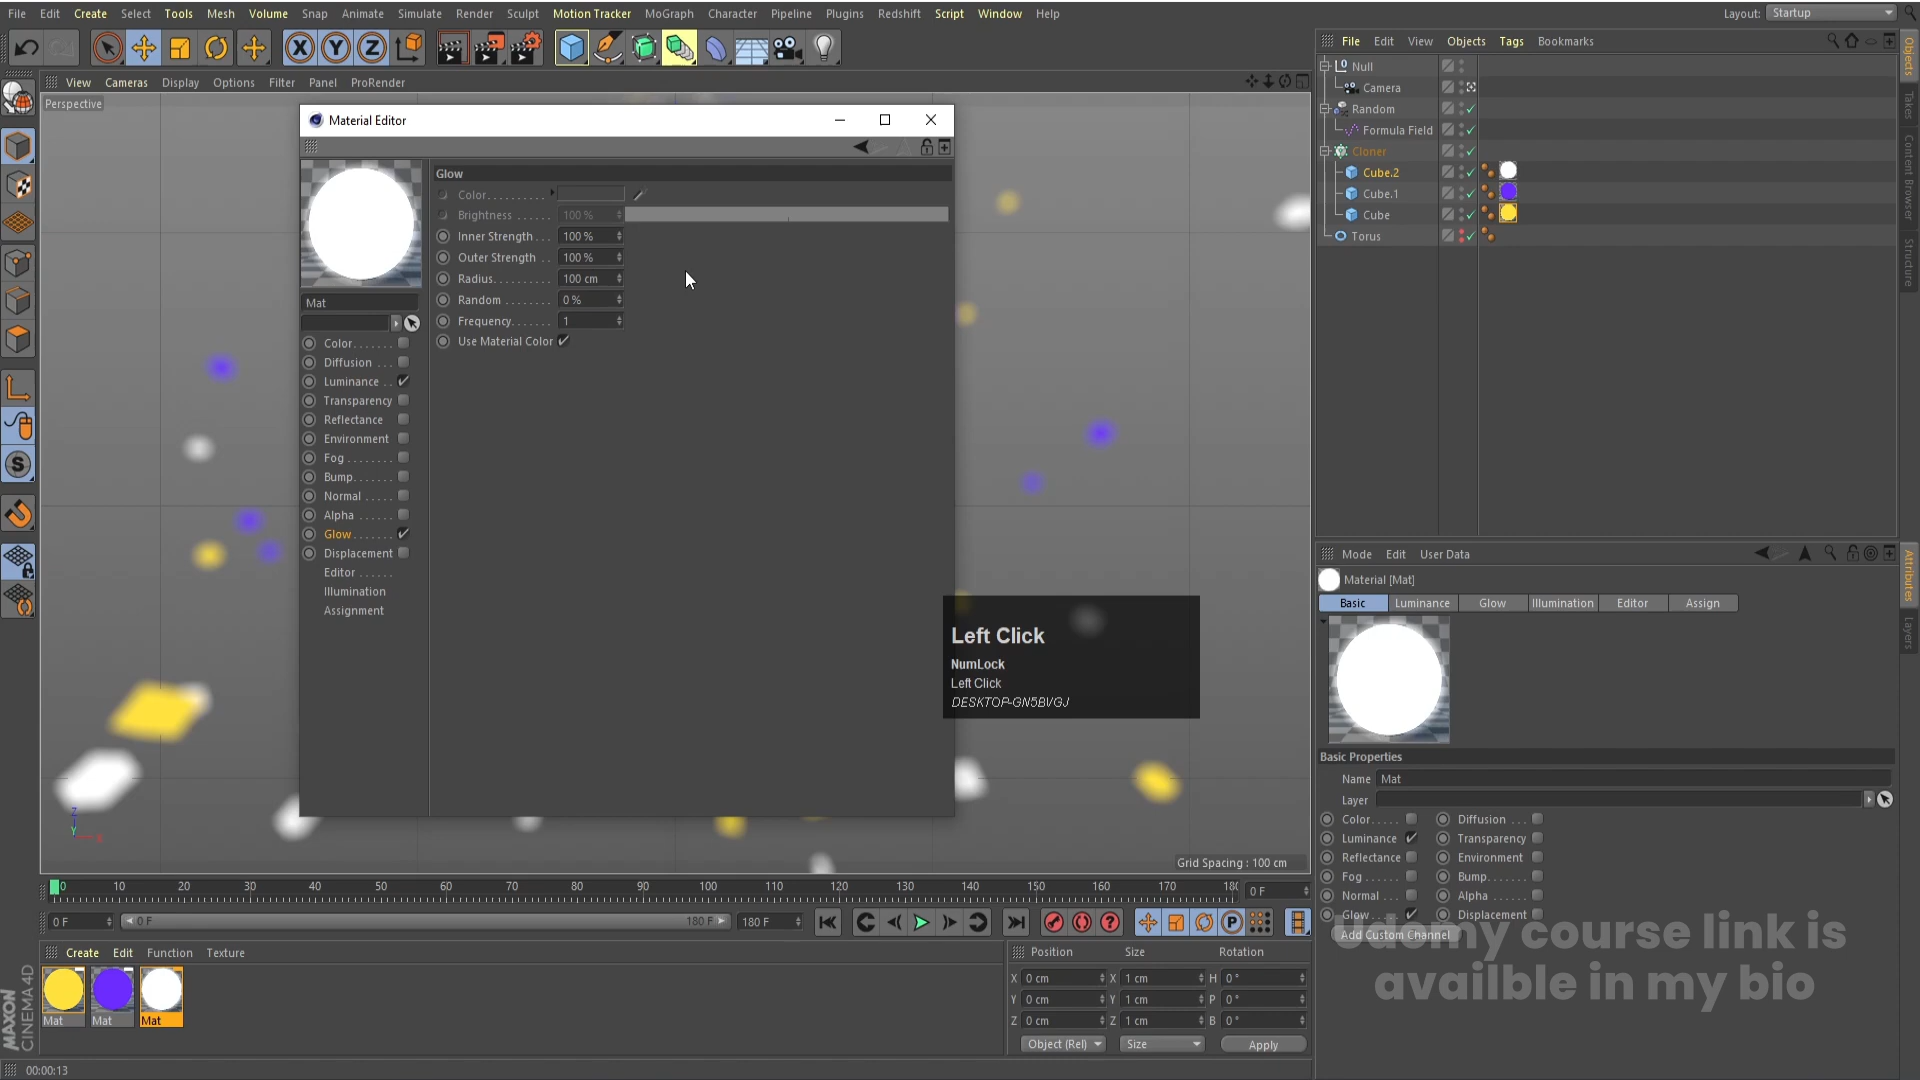 File Edit Create Select Tools Mesh Volume Snap Animate Simulate Render Sculpt Motion Tracker MoGraph Character Pipeline Plugins Redshift Script Window Help
Layout: Startup
File Edit View Objects Tags Bookmarks
View Cameras Display Options Filter Panel ProRender
Perspective
Material Editor
Glow
Color
Brightness 100 %
Inner Strength 100 %
Outer Strength 100 %
Radius 100 cm
Random 0 %
Frequency 1
Use Material Color
Mat
Color
Diffusion
Luminance
Transparency
Reflectance
Environment
Fog
Bump
Normal
Alpha
Glow
Displacement
Editor
Illumination
Assignment
Left Click
NumLock
Left Click
DESKTOP-GN5BVGJ
Grid Spacing : 100 cm
Null
Camera
Random
Formula Field
Cloner
Cube.2
Cube.1
Cube
Torus
Objects
Takes
Content Browser
Structure
Mode Edit User Data
Material [Mat]
Basic Luminance Glow Illumination Editor Assign
Basic Properties
Name Mat
Layer
Color Diffusion
Luminance Transparency
Reflectance Environment
Fog Bump
Normal Alpha
Glow Displacement
Add Custom Channel
Attributes
Layers
Udemy course link is
availble in my bio
0 10 20 30 40 50 60 70 80 90 100 110 120 130 140 150 160 170 0 F
0 F 0 F 180 F 180 F
P
Create Edit Function Texture
Mat Mat Mat
Position Size Rotation
X 0 cm X 1 cm H 0 °
Y 0 cm Y 1 cm P 0 °
Z 0 cm Z 1 cm B 0 °
Object (Rel) Size Apply
MAXON
CINEMA 4D
00:00:13
X Y Z